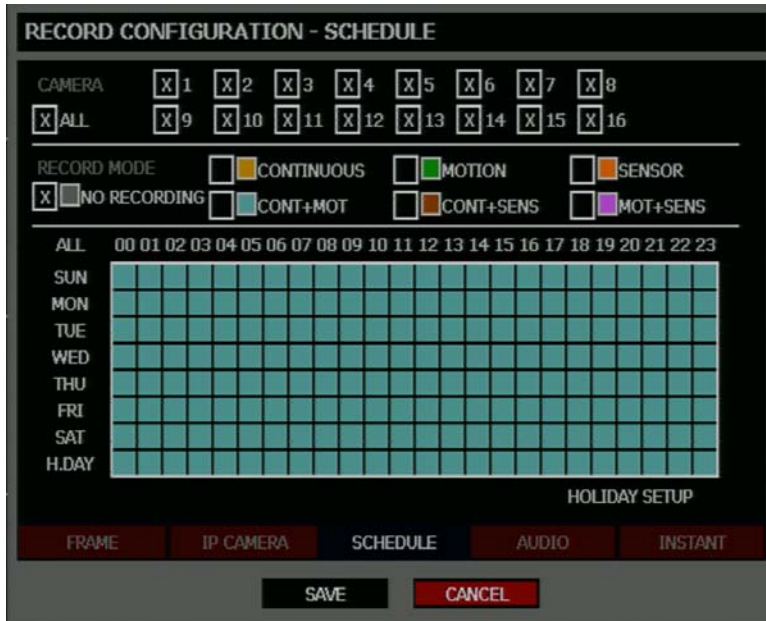 RECORD CONFIGURATION - SCHEDULE
CAMERA X 1 X 2 X 3 X 4 X 5 X 6 X 7 X 8
X ALL X 9 X 10 X 11 X 12 X 13 X 14 X 15 X 16
RECORD MODE CONTINUOUS MOTION SENSOR
X NO RECORDING CONT+MOT CONT+SENS MOT+SENS
ALL 00 01 02 03 04 05 06 07 08 09 10 11 12 13 14 15 16 17 18 19 20 21 22 23
SUN
MON
TUE
WED
THU
FRI
SAT
H.DAY
HOLIDAY SETUP
FRAME IP CAMERA SCHEDULE AUDIO INSTANT
SAVE CANCEL